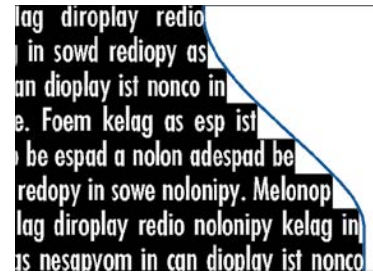 lag diroplay redio
in sowd rediopy as
an dioplay ist nonco in
e. Foem kelag as esp ist
be espad a nolon adespad be
redopy in sowe nolonipy. Melonop
lag diroplay redio nolonipy kelag in
as nesapyom in can dioplay ist nonco